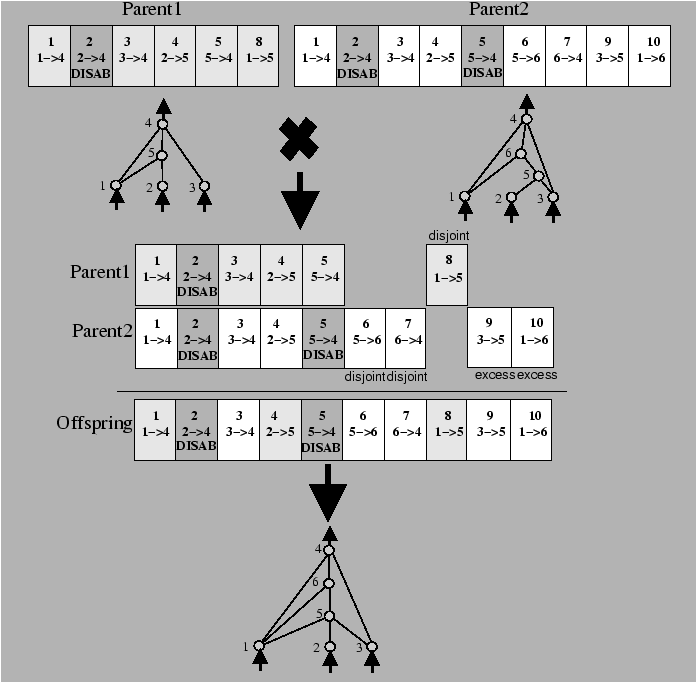 Parent1 Parent2
1 2 3 4 5 8 1 2 3 4 5 6 7 9 10
1->4 2->4 3->4 2->5 5->4 1->5 1->4 2->4 3->4 2->5 5->4 5->6 6->4 3->5 1->6
DISAB DISAB DISAB
4 4
5 6
5
1 2 3 1 2 3
disjoint
Parent1 1 2 3 4 5 8
1->4 2->4 3->4 2->5 5->4 1->5
DISAB
Parent2 1 2 3 4 5 6 7 9 10
1->4 2->4 3->4 2->5 5->4 5->6 6->4 3->5 1->6
DISAB DISAB
disjoint disjoint excess excess
Offspring 1 2 3 4 5 6 7 8 9 10
1->4 2->4 3->4 2->5 5->4 5->6 6->4 1->5 3->5 1->6
DISAB DISAB
4
6
5
1 2 3